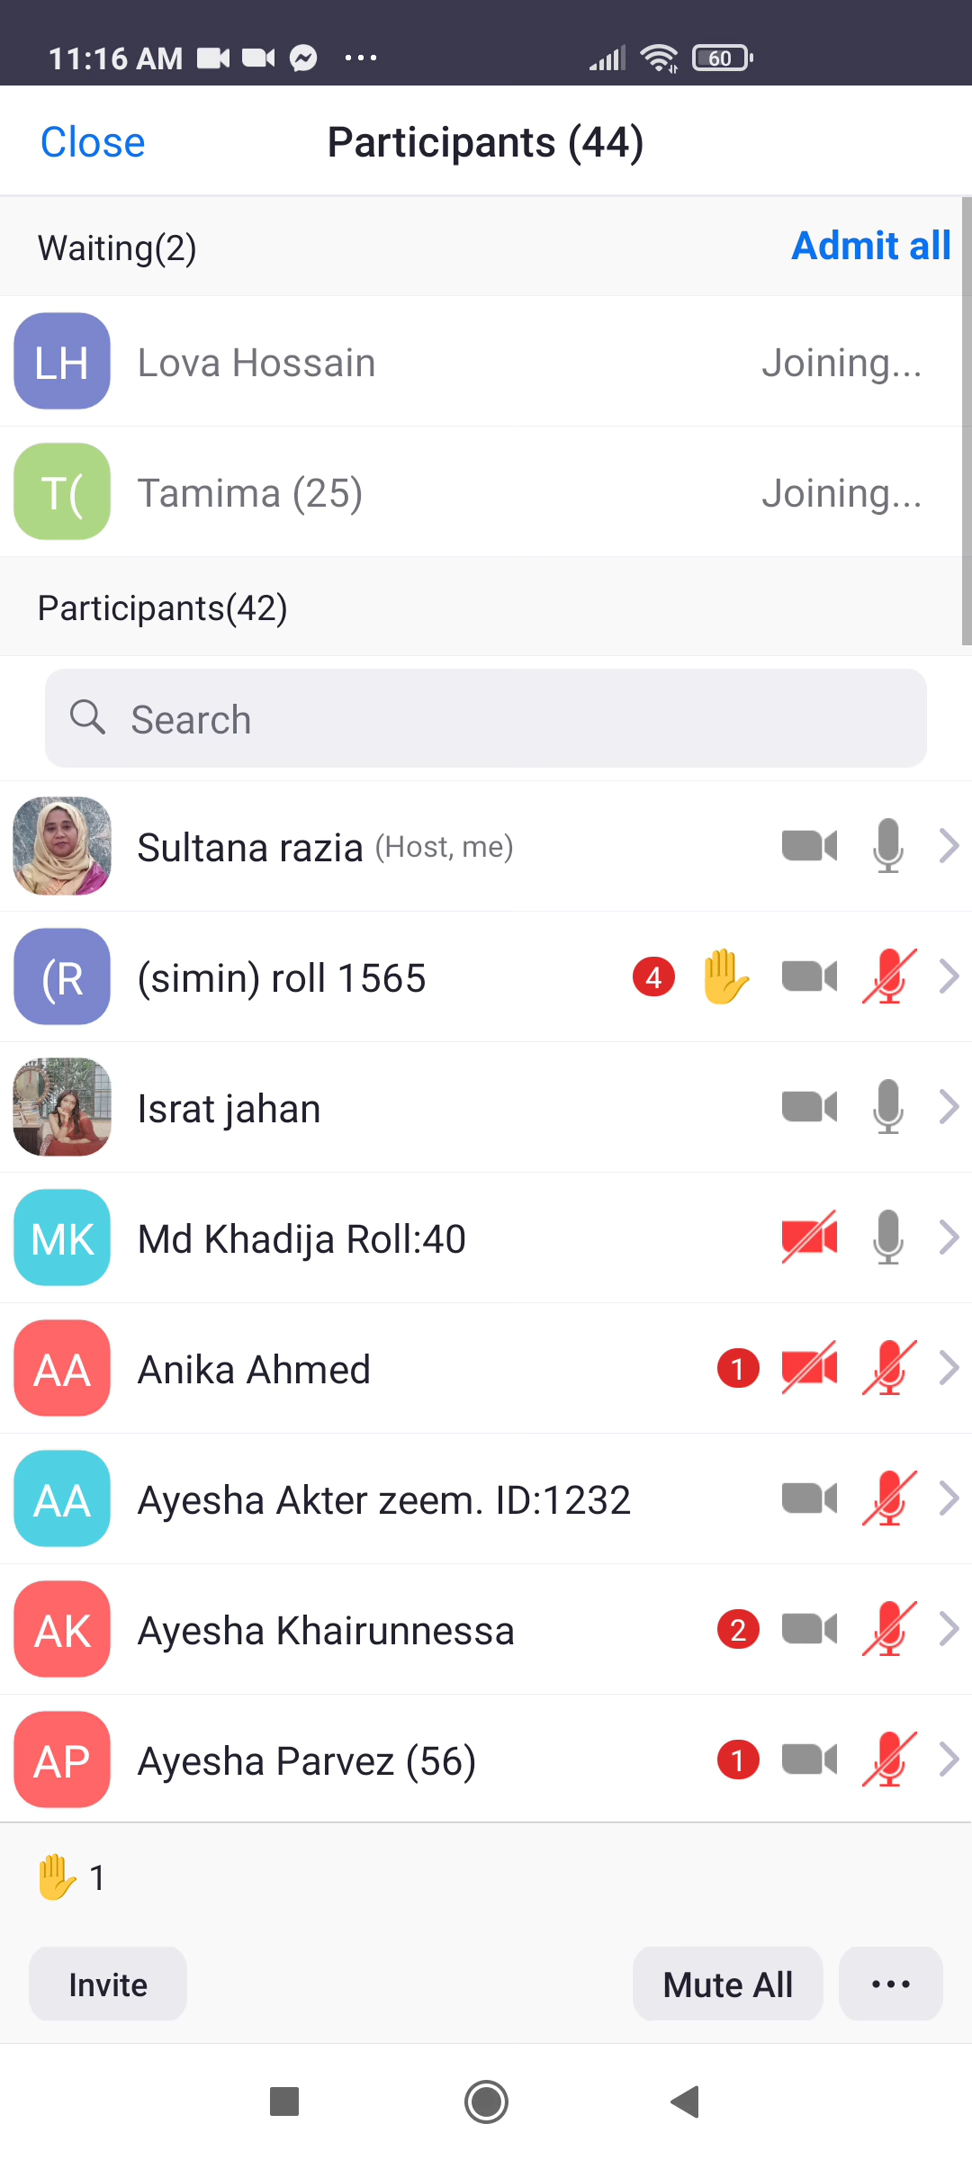 11:16 AM ... 60
Close Participants (44)
Waiting(2) Admit all
LH Lova Hossain Joining...
T( Tamima (25) Joining...
Participants(42)
Search
Sultana razia (Host, me)
(R (simin) roll 1565 4
Israt jahan
MK Md Khadija Roll:40
AA Anika Ahmed 1
AA Ayesha Akter zeem. ID:1232
AK Ayesha Khairunnessa 2
AP Ayesha Parvez (56) 1
1
Invite Mute All ...